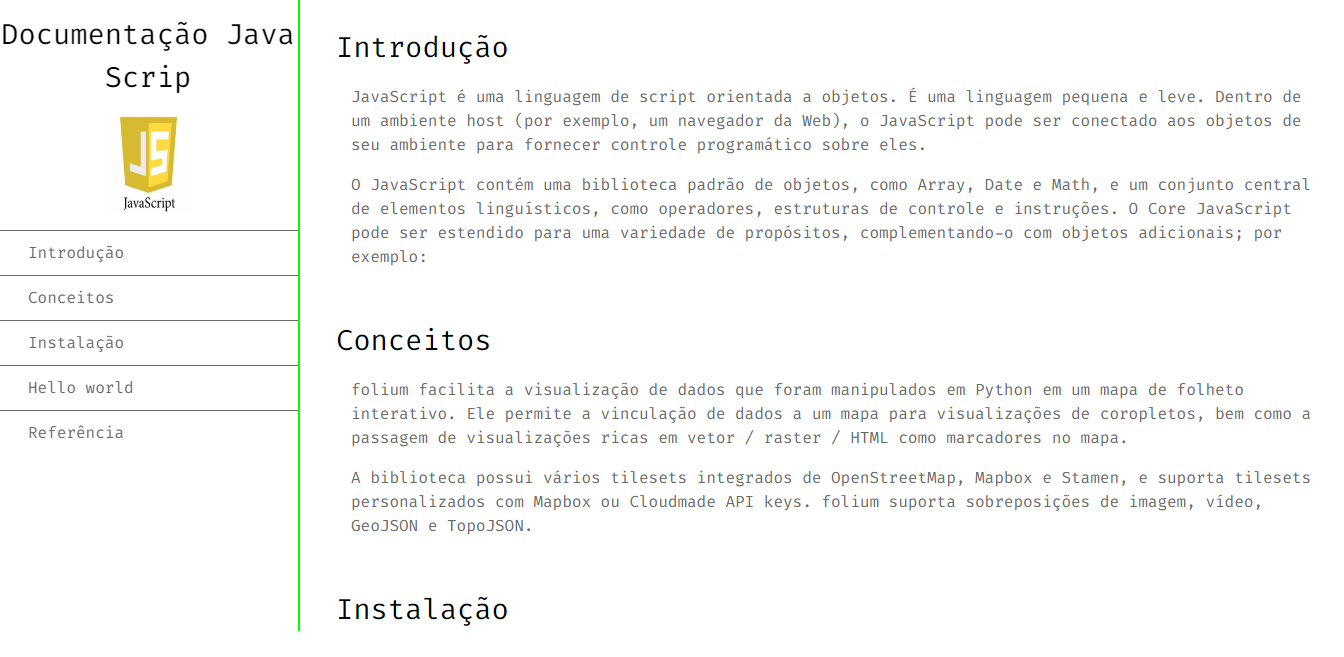 Documentação Java
Scrip
JS
JavaScript
Introdução
Conceitos
Instalação
Hello world
Referência
Introdução
JavaScript é uma linguagem de script orientada a objetos. É uma linguagem pequena e leve. Dentro de
um ambiente host (por exemplo, um navegador da Web), o JavaScript pode ser conectado aos objetos de
seu ambiente para fornecer controle programático sobre eles.
O JavaScript contém uma biblioteca padrão de objetos, como Array, Date e Math, e um conjunto central
de elementos linguísticos, como operadores, estruturas de controle e instruções. O Core JavaScript
pode ser estendido para uma variedade de propósitos, complementando-o com objetos adicionais; por
exemplo:
Conceitos
folium facilita a visualização de dados que foram manipulados em Python em um mapa de folheto
interativo. Ele permite a vinculação de dados a um mapa para visualizações de coropletos, bem como a
passagem de visualizações ricas em vetor / raster / HTML como marcadores no mapa.
A biblioteca possui vários tilesets integrados de OpenStreetMap, Mapbox e Stamen, e suporta tilesets
personalizados com Mapbox ou Cloudmade API keys. folium suporta sobreposições de imagem, vídeo,
GeoJSON e TopoJSON.
Instalação